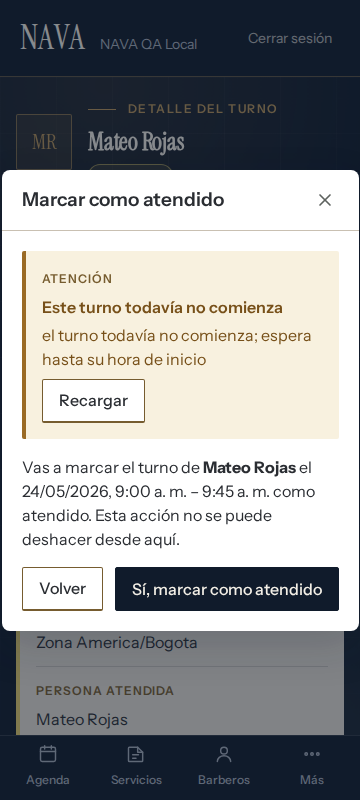 NAVA NAVA QA Local Cerrar sesión
DETALLE DEL TURNO
MR
Mateo Rojas
Marcar como atendido
ATENCIÓN
Este turno todavía no comienza
el turno todavía no comienza; espera
hasta su hora de inicio
Recargar
Vas a marcar el turno de Mateo Rojas el
24/05/2026, 9:00 a. m. – 9:45 a. m. como
atendido. Esta acción no se puede
deshacer desde aquí.
Volver Sí, marcar como atendido
Zona America/Bogota
PERSONA ATENDIDA
Mateo Rojas
Agenda Servicios Barberos Más